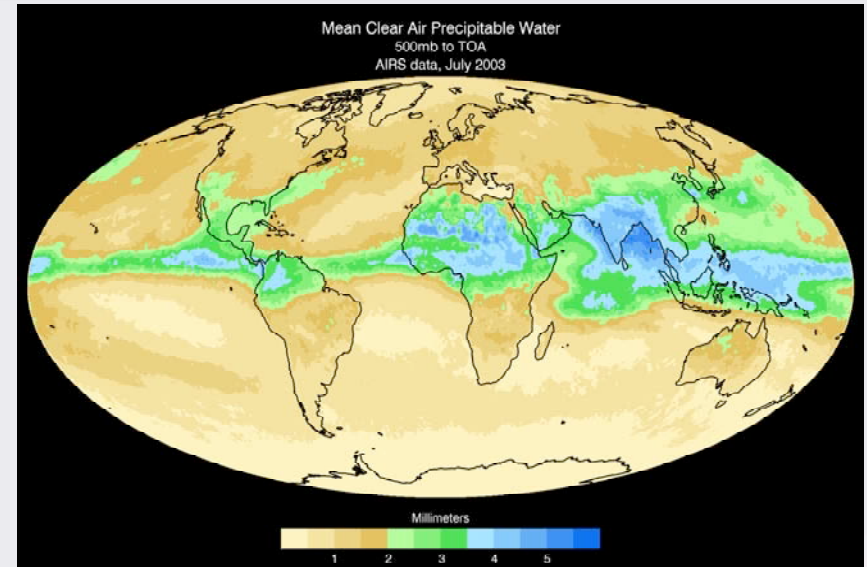 Mean Clear Air Precipitable Water
500mb to TOA
AIRS data, July 2003
Millimeters
1 2 3 4 5